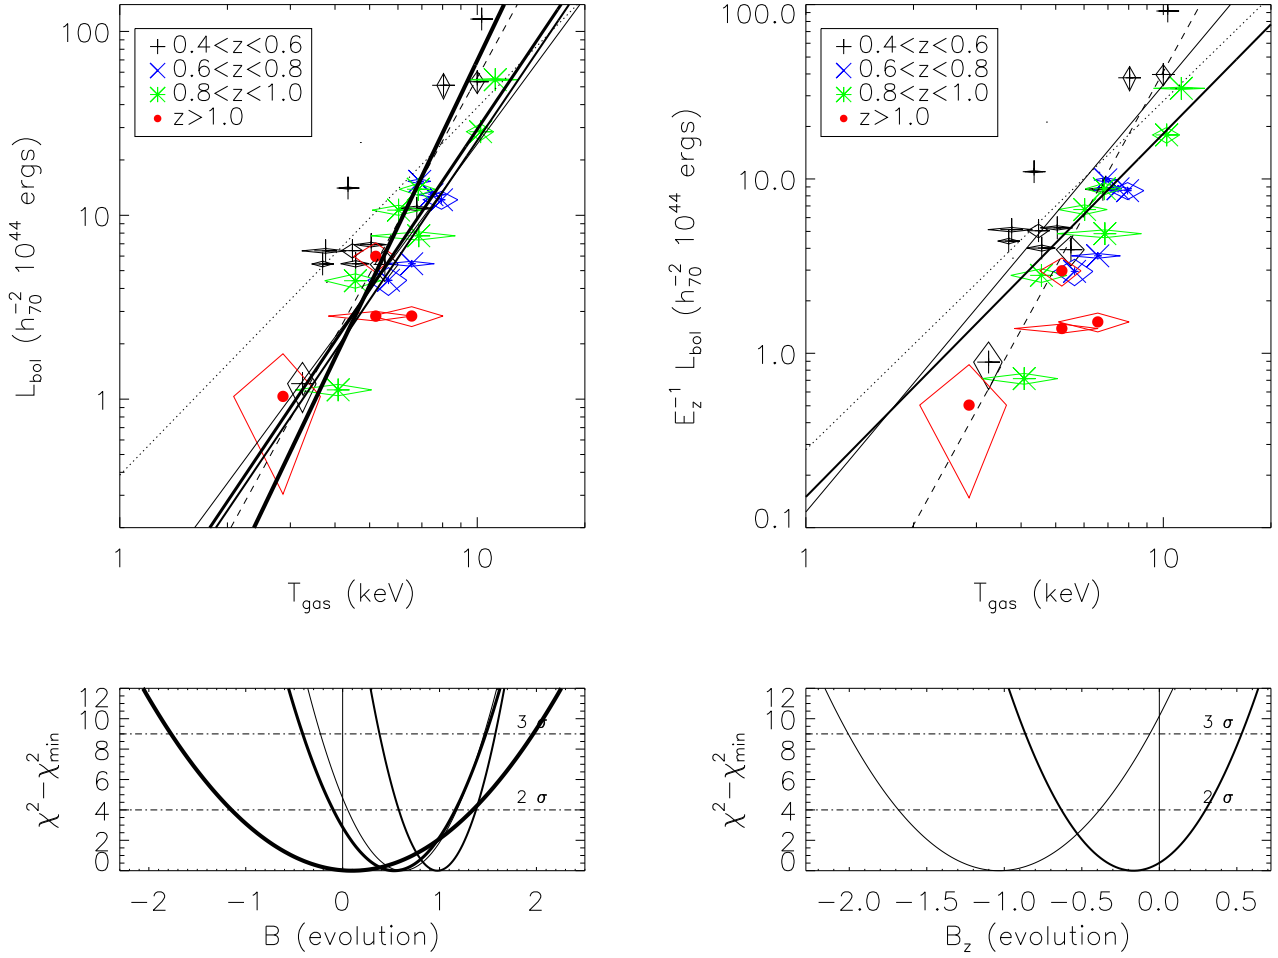 100
10
1
L_bol (h_70^-2 10^44 ergs)
0.4<z<0.6
0.6<z<0.8
0.8<z<1.0
z>1.0
1 10
T_gas (keV)
100.0
10.0
1.0
0.1
E_z^-1 L_bol (h_70^-2 10^44 ergs)
0.4<z<0.6
0.6<z<0.8
0.8<z<1.0
z>1.0
1 10
T_gas (keV)
12
10
8
6
4
2
0
χ²−χ²_min
3 σ
2 σ
−2 −1 0 1 2
B (evolution)
12
10
8
6
4
2
0
χ²−χ²_min
3 σ
2 σ
−2.0 −1.5 −1.0 −0.5 0.0 0.5
B_z (evolution)